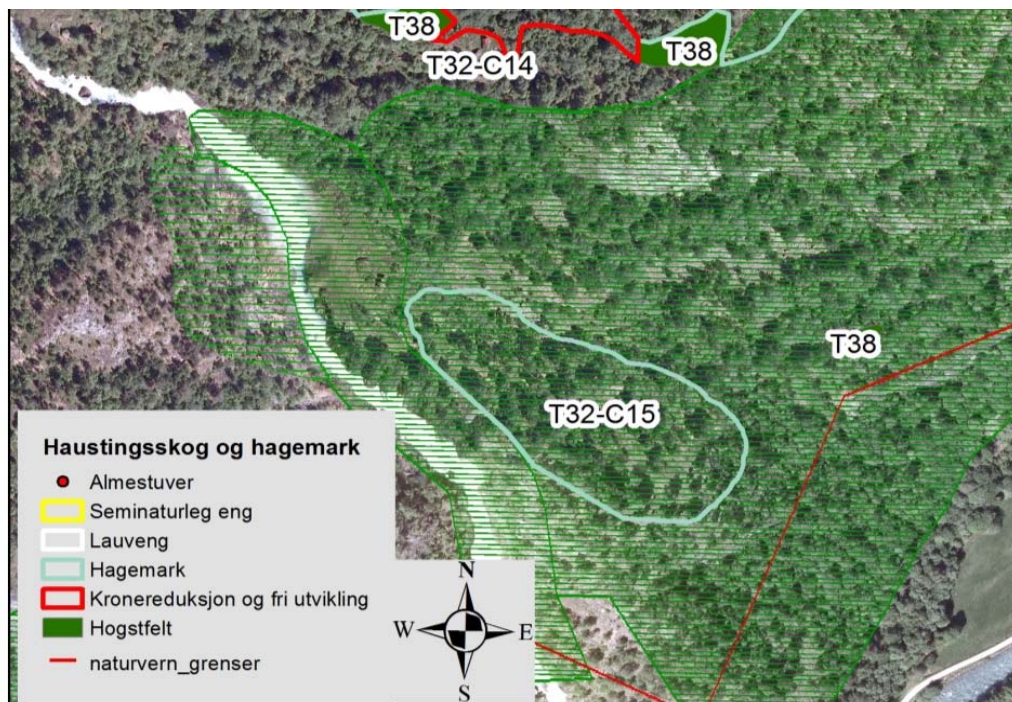 T38
T38
T32-C14
T38
T32-C15
Haustingsskog og hagemark
Almestuver
Seminaturleg eng
Lauveng
Hagemark
Kronereduksjon og fri utvikling
Hogstfelt
naturvern_grenser
N
W
E
S